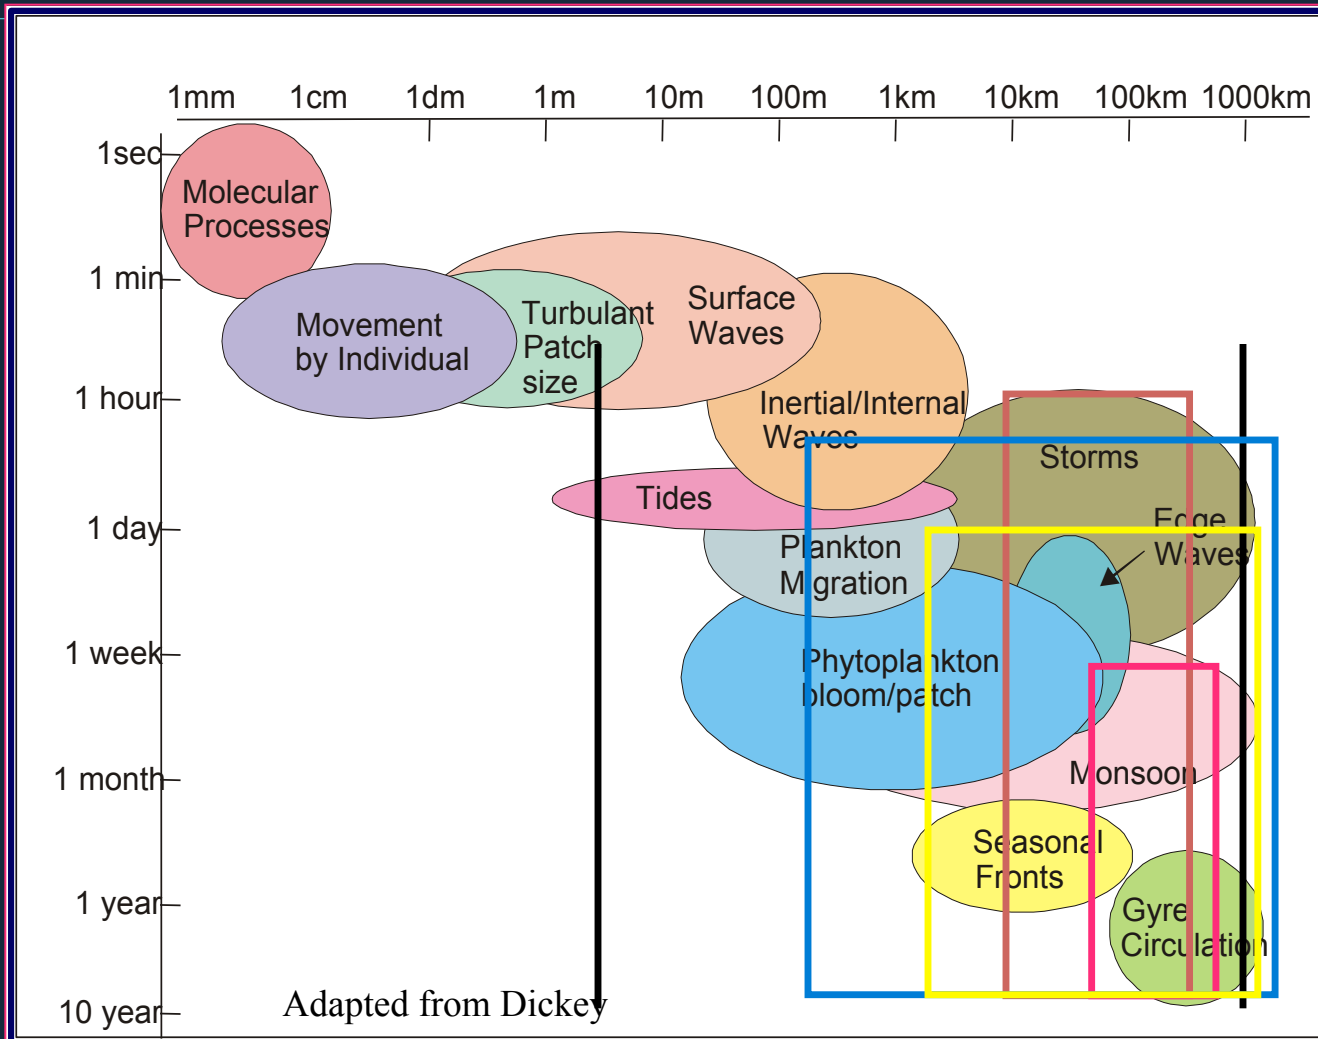 1mm 1cm 1dm 1m 10m 100m 1km 10km 100km 1000km
1sec
Molecular
Processes
1 min
Surface
Waves
Turbulant
Patch
size
Movement
by Individual
1 hour
Inertial/Internal
Waves
Storms
Tides
Edge
Waves
1 day
Plankton
Migration
1 week
Phytoplankton
bloom/patch
1 month
Monsoon
Seasonal
Fronts
1 year
Gyre
Circulation
10 year
Adapted from Dickey